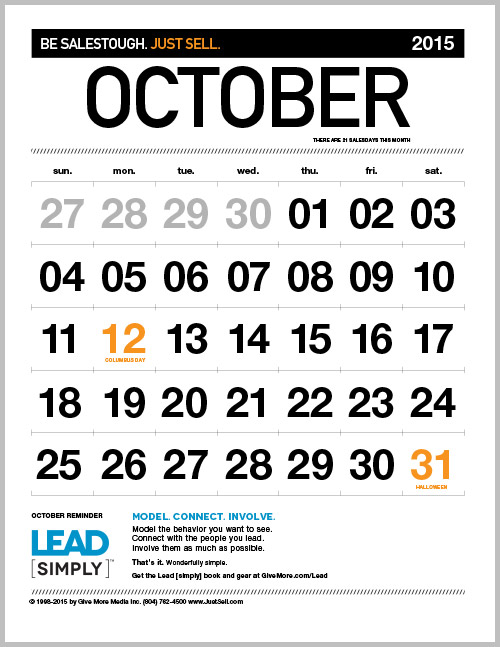 BE SALESTOUGH. JUST SELL. 2015
OCTOBER
THERE ARE 21 SALESDAYS THIS MONTH
sun. mon. tue. wed. thu. fri. sat.
27 28 29 30 01 02 03
04 05 06 07 08 09 10
11 12 13 14 15 16 17
COLUMBUS DAY
18 19 20 21 22 23 24
25 26 27 28 29 30 31
HALLOWEEN
OCTOBER REMINDER
LEAD
[SIMPLY]™
MODEL. CONNECT. INVOLVE.
Model the behavior you want to see.
Connect with the people you lead.
Involve them as much as possible.
That's it. Wonderfully simple.
Get the Lead [simply] book and gear at GiveMore.com/Lead
© 1998-2015 by Give More Media Inc. (804) 762-4500 www.JustSell.com